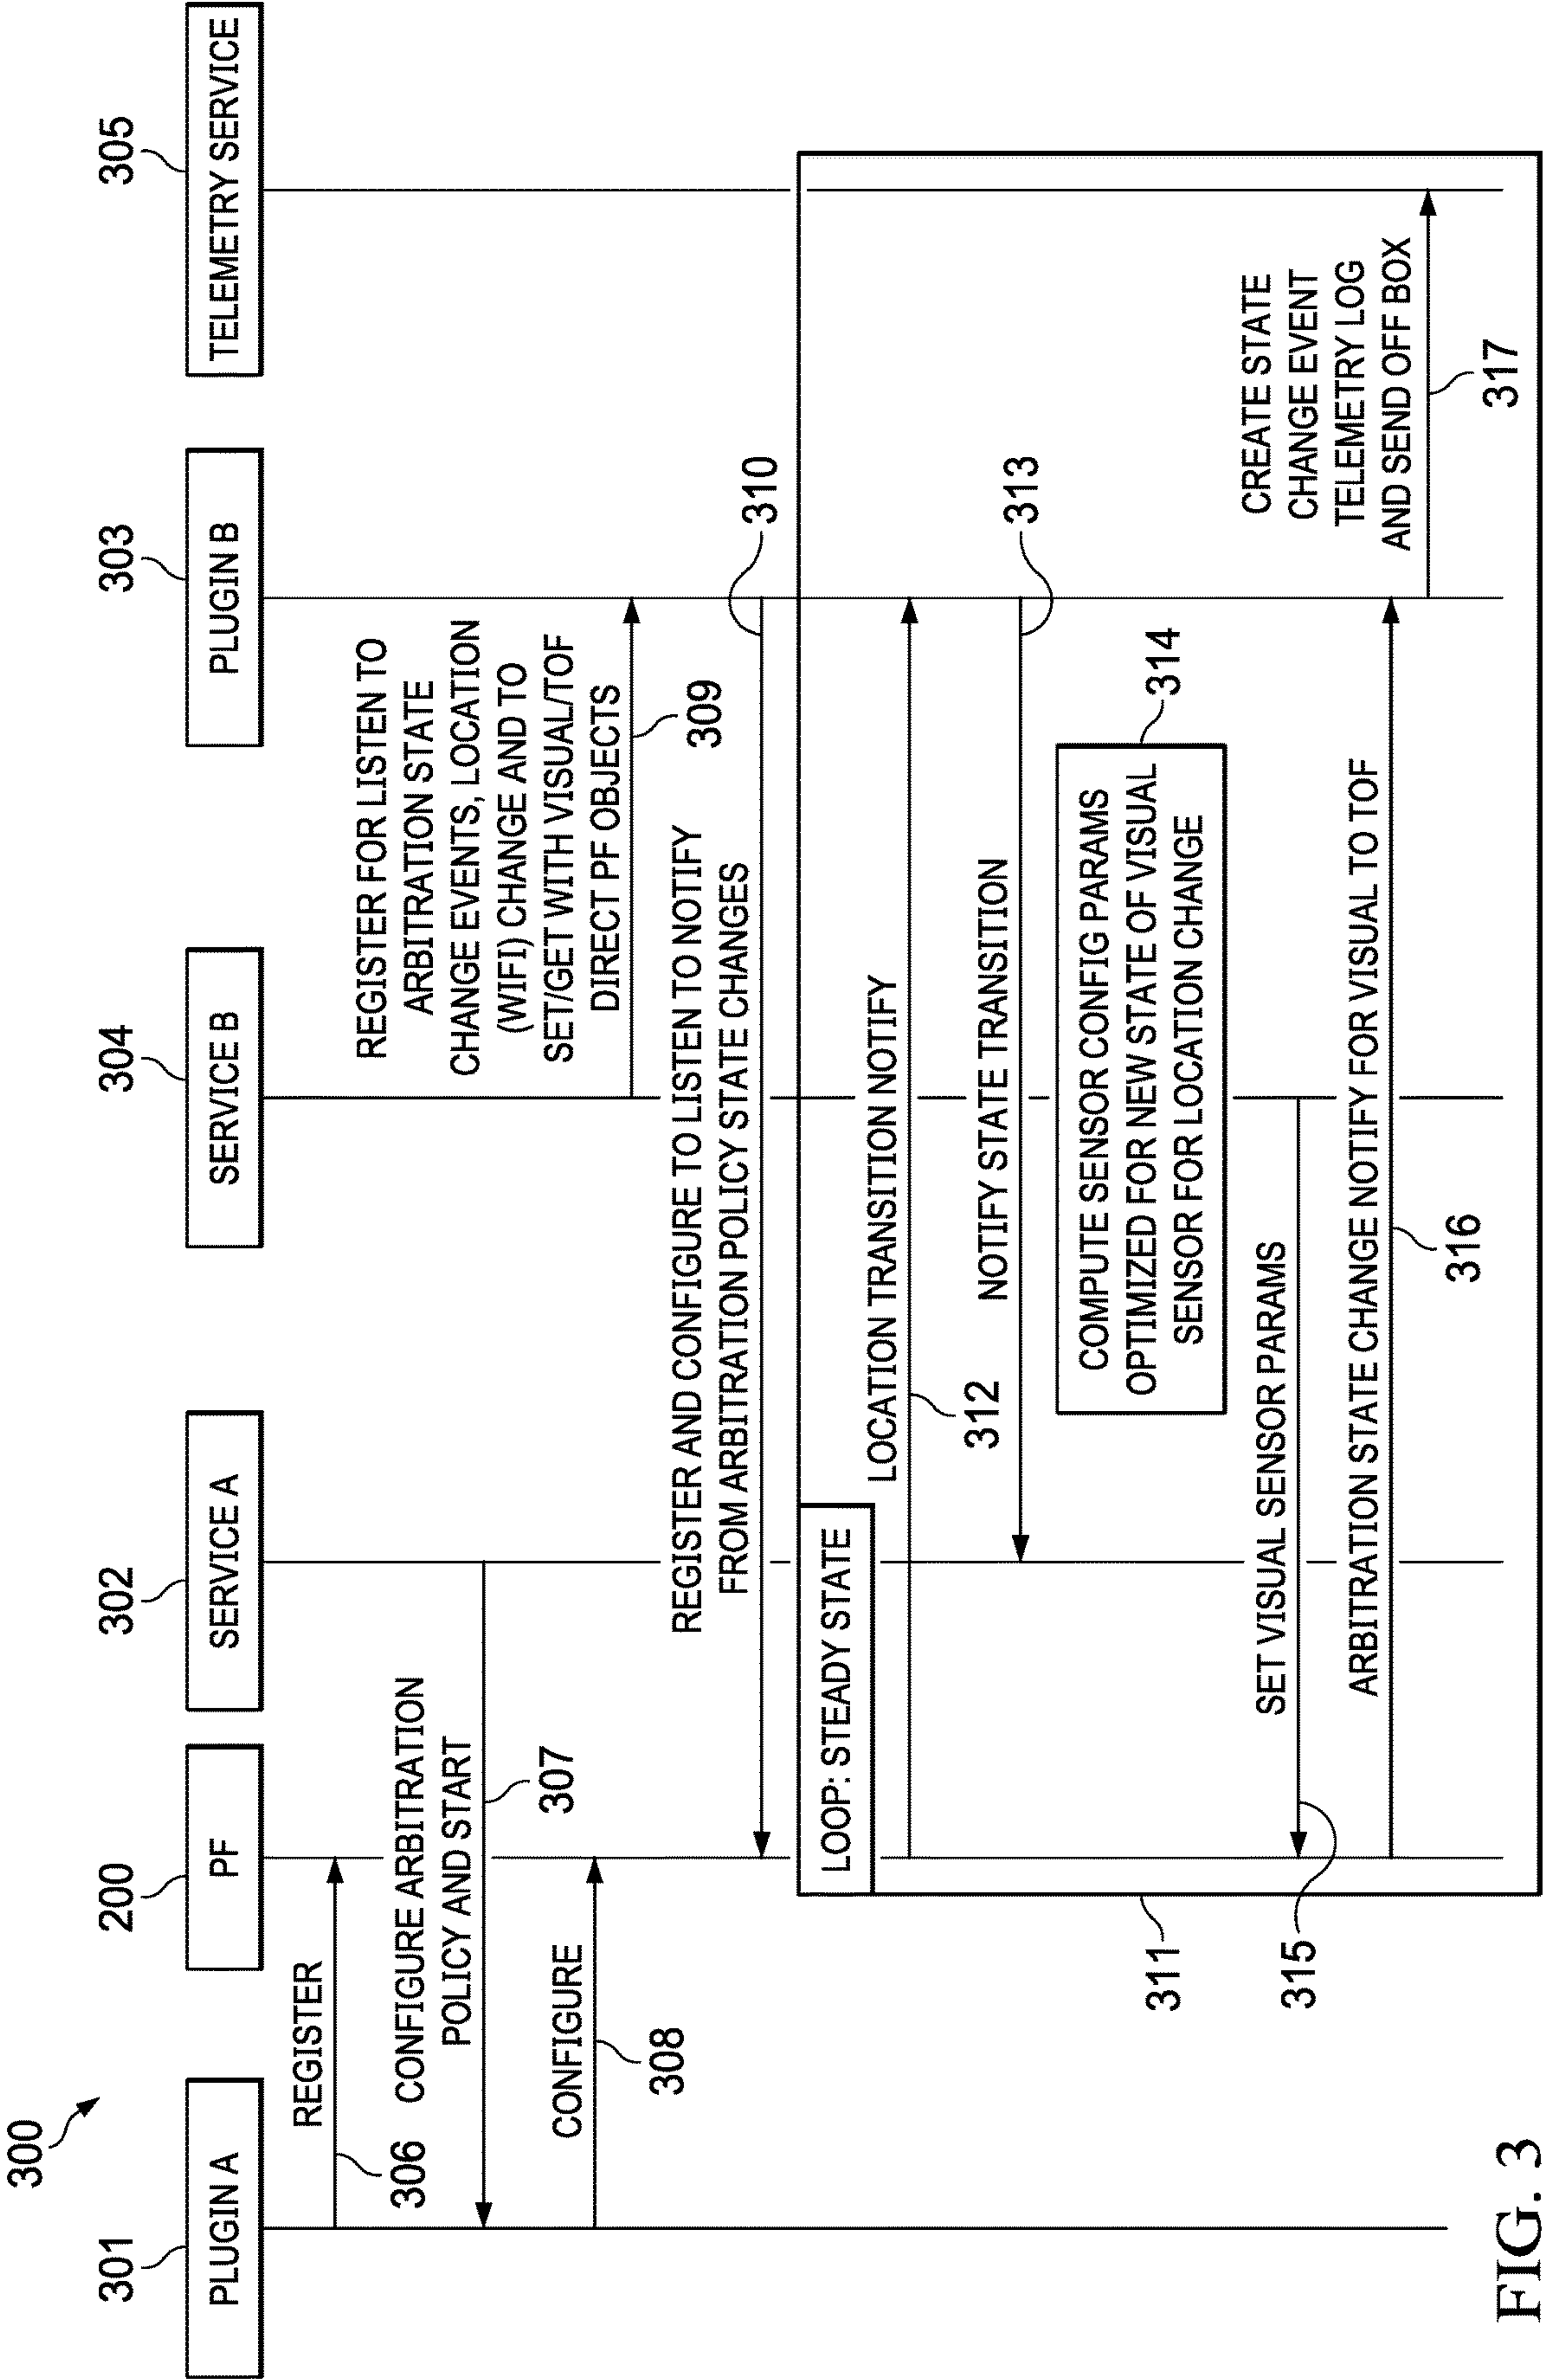 300
301
200
302
304
303
305
PLUGIN A
PF
SERVICE A
SERVICE B
PLUGIN B
TELEMETRY SERVICE
REGISTER
306
CONFIGURE ARBITRATION
POLICY AND START
307
CONFIGURE
308
REGISTER FOR LISTEN TO
ARBITRATION STATE
CHANGE EVENTS, LOCATION
(WIFI) CHANGE AND TO
SET/GET WITH VISUAL/TOF
DIRECT PF OBJECTS
309
REGISTER AND CONFIGURE TO LISTEN TO NOTIFY
FROM ARBITRATION POLICY STATE CHANGES
310
LOOP: STEADY STATE
311
LOCATION TRANSITION NOTIFY
312
NOTIFY STATE TRANSITION
313
COMPUTE SENSOR CONFIG PARAMS
OPTIMIZED FOR NEW STATE OF VISUAL
SENSOR FOR LOCATION CHANGE
314
SET VISUAL SENSOR PARAMS
315
ARBITRATION STATE CHANGE NOTIFY FOR VISUAL TO TOF
316
CREATE STATE
CHANGE EVENT
TELEMETRY LOG
AND SEND OFF BOX
317
FIG. 3